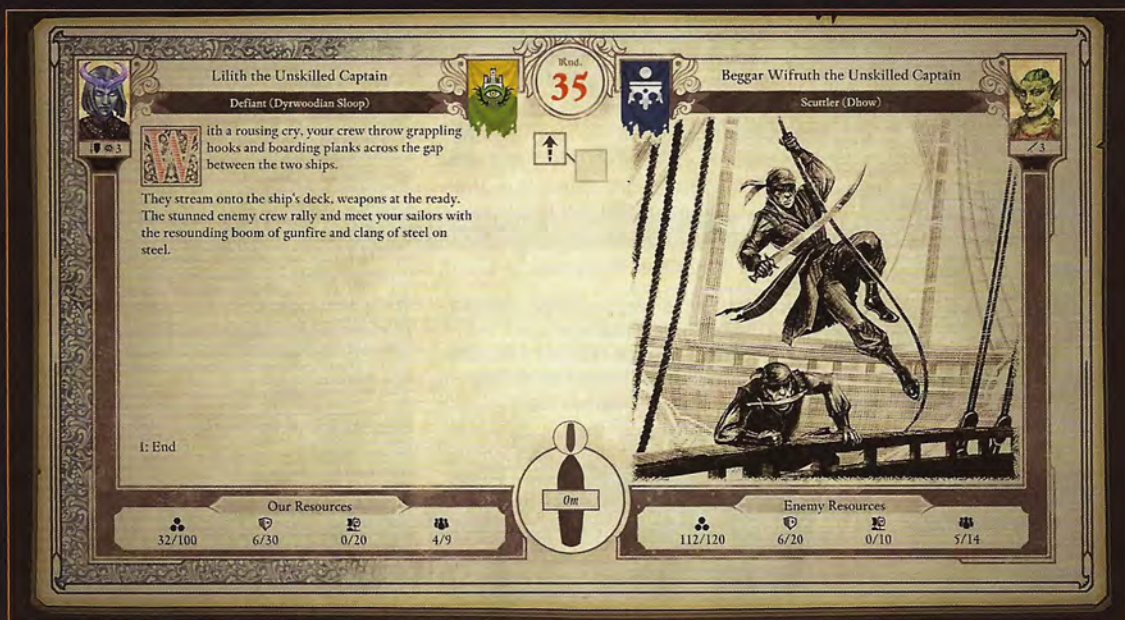 Lilith the Unskilled Captain
Defiant (Dyrwoodian Sloop)
1 3
With a rousing cry, your crew throw grappling
hooks and boarding planks across the gap
between the two ships.
They stream onto the ship's deck, weapons at the ready.
The stunned enemy crew rally and meet your sailors with
the resounding boom of gunfire and clang of steel on
steel.
1: End
Rnd.
35
Beggar Wifruth the Unskilled Captain
Scuttler (Dhow)
3
0m
Our Resources
32/100 6/30 0/20 4/9
Enemy Resources
112/120 6/20 0/10 5/14